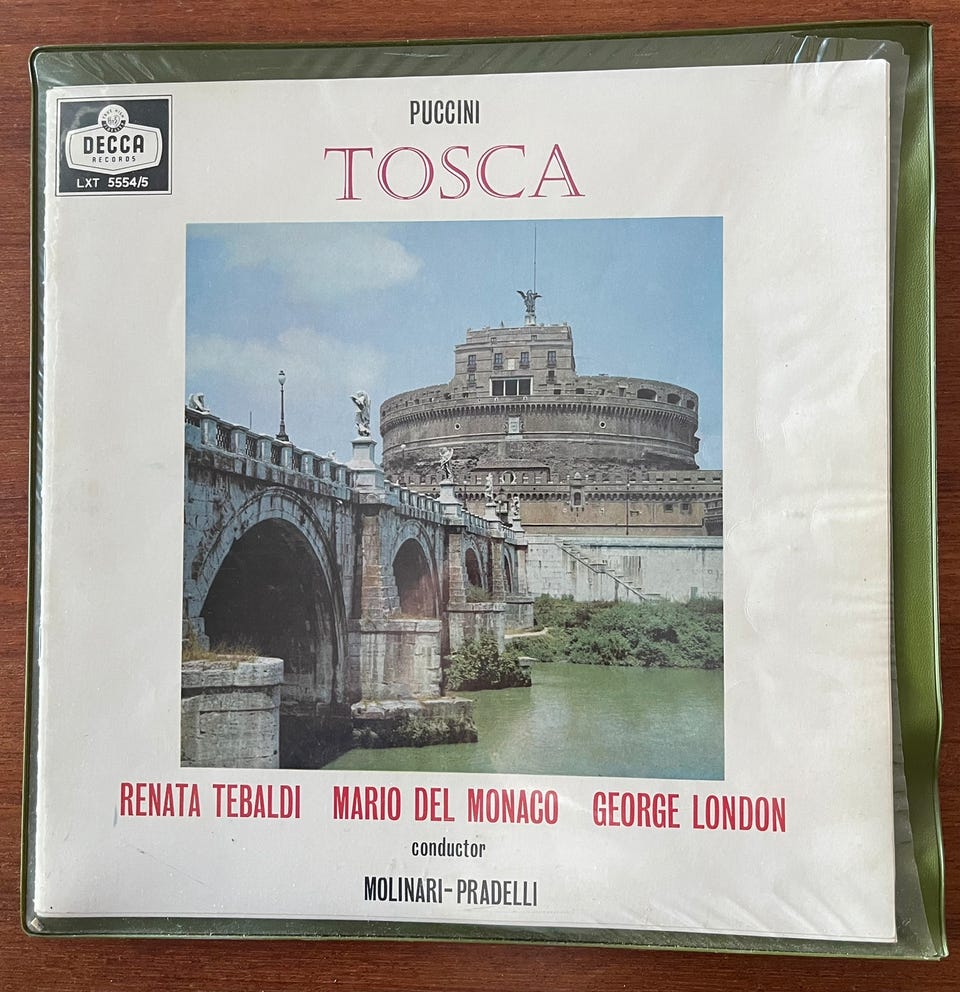 PUCCINI
TOSCA
DECCA
RECORDS
LXT 5554/5
RENATA TEBALDI MARIO DEL MONACO GEORGE LONDON
conductor
MOLINARI-PRADELLI